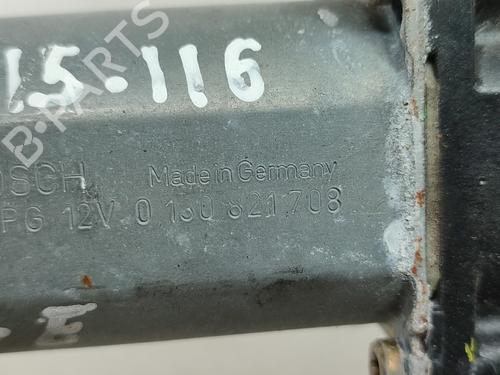 15-116
B-PARTS
OSCH Made in Germany
PG 12V 0 130 821 708
E